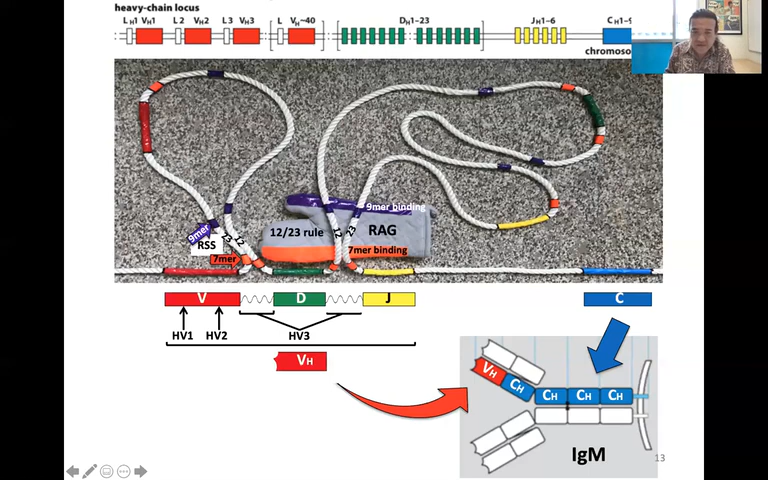 heavy-chain locus
L H1 VH1 L 2 VH2 L 3 VH3 L VH~40 DH1–23 JH1–6 CH1–9
chromoso
9mer binding
9mer
RSS
23
12
12/23 rule
12
23
RAG
7mer
7mer binding
V D J C
HV1 HV2 HV3
VH
VH CH CH CH CH
IgM
13